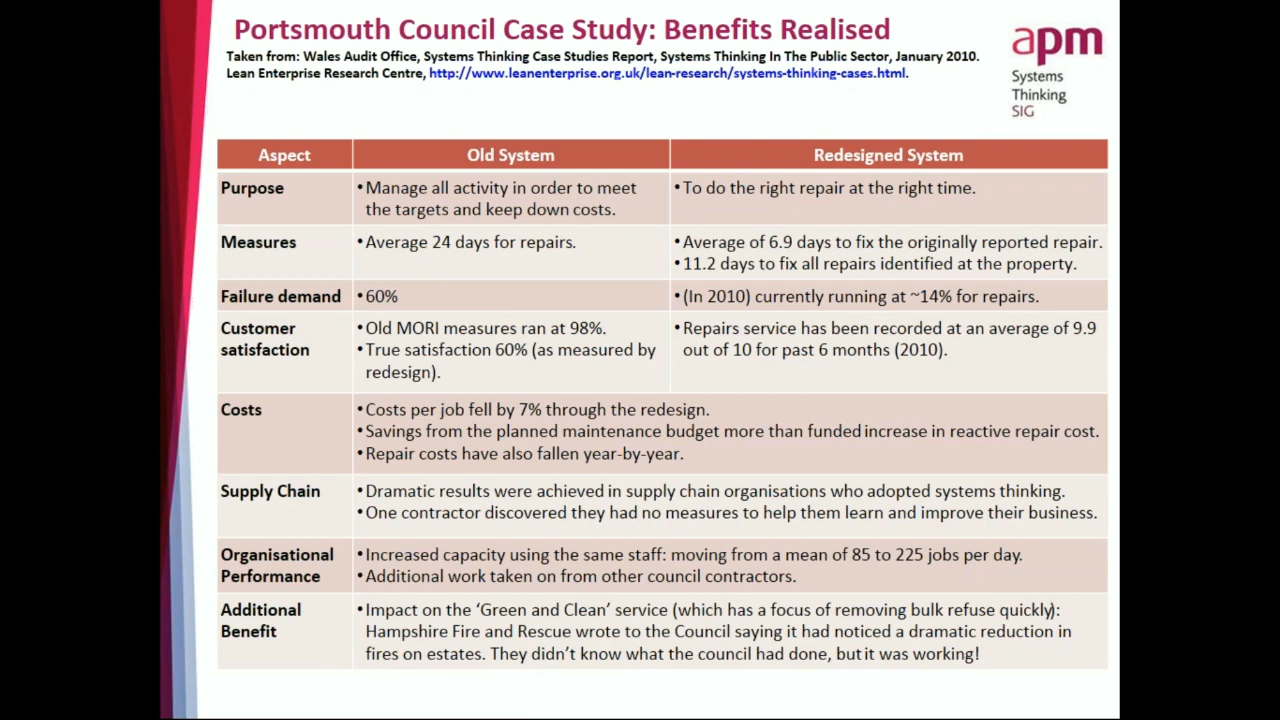 Portsmouth Council Case Study: Benefits Realised
Taken from: Wales Audit Office, Systems Thinking Case Studies Report, Systems Thinking In The Public Sector, January 2010.
Lean Enterprise Research Centre, http://www.leanenterprise.org.uk/lean-research/systems-thinking-cases.html.
apm
Systems
Thinking
SIG
Aspect Old System Redesigned System
Purpose
•Manage all activity in order to meet
the targets and keep down costs.
•To do the right repair at the right time.
Measures
•Average 24 days for repairs.
•Average of 6.9 days to fix the originally reported repair.
•11.2 days to fix all repairs identified at the property.
Failure demand
•60%
•(In 2010) currently running at ~14% for repairs.
Customer
satisfaction
•Old MORI measures ran at 98%.
•True satisfaction 60% (as measured by
redesign).
•Repairs service has been recorded at an average of 9.9
out of 10 for past 6 months (2010).
Costs
•Costs per job fell by 7% through the redesign.
•Savings from the planned maintenance budget more than funded increase in reactive repair cost.
•Repair costs have also fallen year-by-year.
Supply Chain
•Dramatic results were achieved in supply chain organisations who adopted systems thinking.
•One contractor discovered they had no measures to help them learn and improve their business.
Organisational
Performance
•Increased capacity using the same staff: moving from a mean of 85 to 225 jobs per day.
•Additional work taken on from other council contractors.
Additional
Benefit
•Impact on the ‘Green and Clean’ service (which has a focus of removing bulk refuse quickly):
Hampshire Fire and Rescue wrote to the Council saying it had noticed a dramatic reduction in
fires on estates. They didn’t know what the council had done, but it was working!